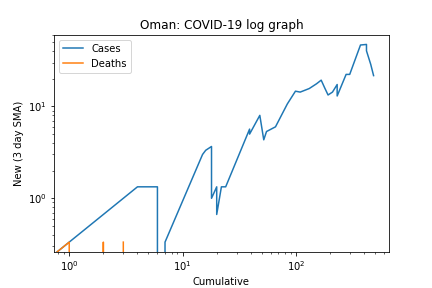 Oman: COVID-19 log graph
Cases
Deaths
New (3 day SMA)
10¹
10⁰
10⁰
10¹
10²
Cumulative